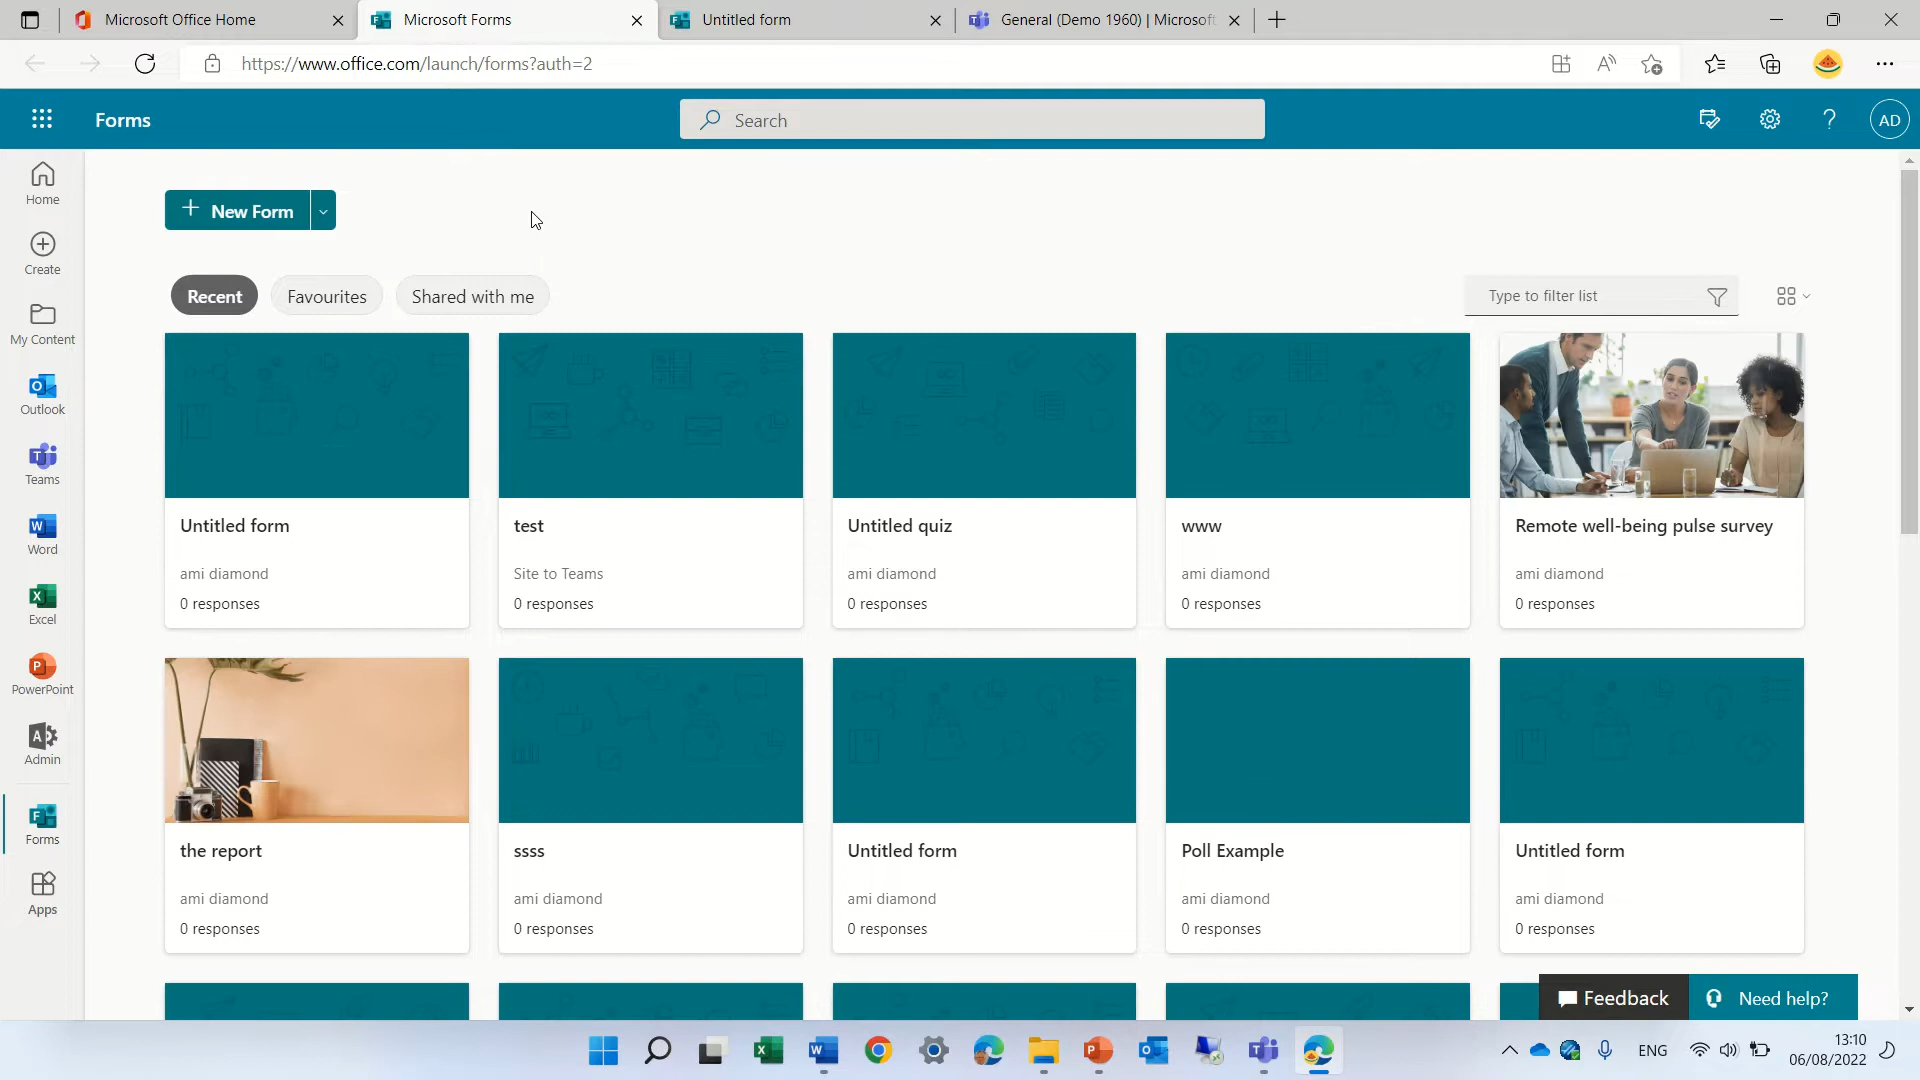 Microsoft Office Home
Microsoft Forms
Untitled form
General (Demo 1960) | Microsoft
https://www.office.com/launch/forms?auth=2
Forms
Search
AD
Home
Create
My Content
Outlook
Teams
Word
Excel
PowerPoint
Admin
Forms
Apps
New Form
Recent
Favourites
Shared with me
Type to filter list
Untitled form
ami diamond
0 responses
test
Site to Teams
0 responses
Untitled quiz
ami diamond
0 responses
www
ami diamond
0 responses
Remote well-being pulse survey
ami diamond
0 responses
the report
ami diamond
0 responses
ssss
ami diamond
0 responses
Untitled form
ami diamond
0 responses
Poll Example
ami diamond
0 responses
Untitled form
ami diamond
0 responses
Feedback
Need help?
ENG
13:10
06/08/2022